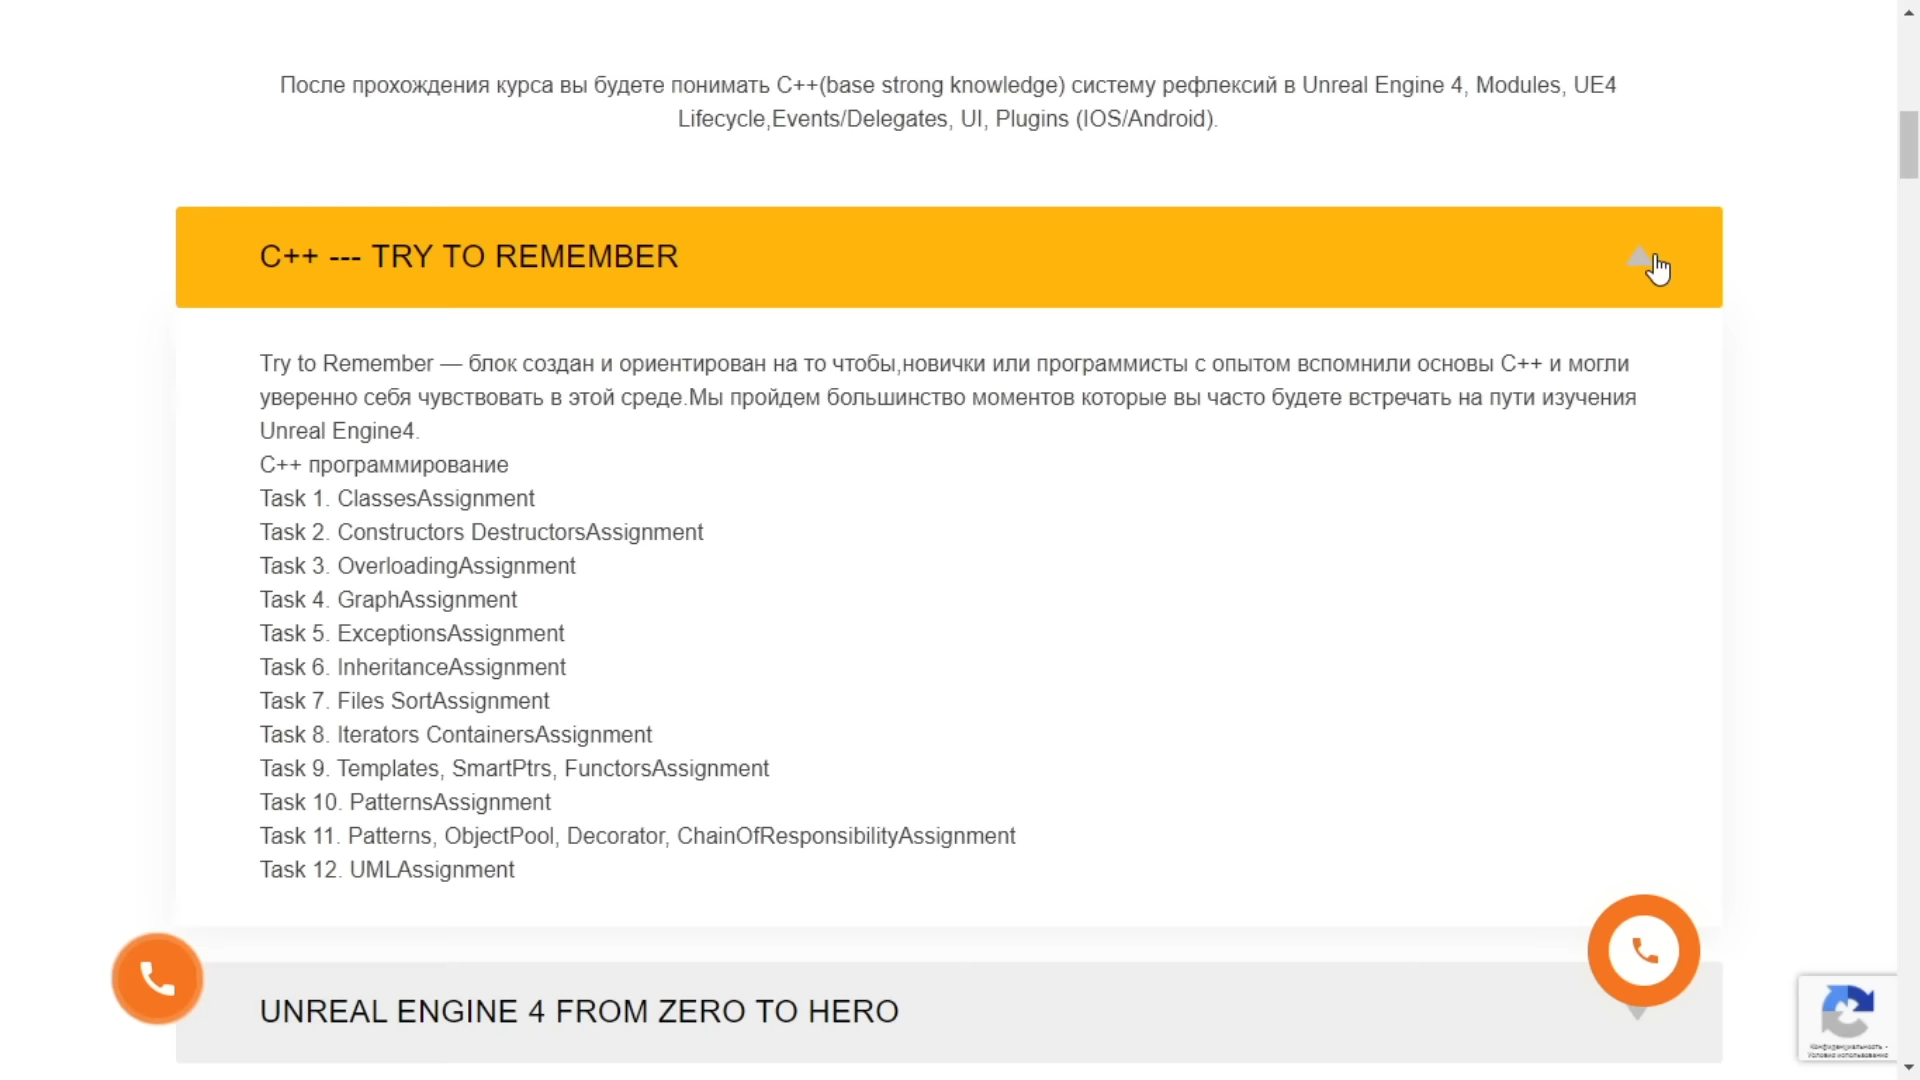 После прохождения курса вы будете понимать C++(base strong knowledge) систему рефлексий в Unreal Engine 4, Modules, UE4
Lifecycle,Events/Delegates, UI, Plugins (IOS/Android).
C++ --- TRY TO REMEMBER
Try to Remember — блок создан и ориентирован на то чтобы,новички или программисты с опытом вспомнили основы C++ и могли
уверенно себя чувствовать в этой среде.Мы пройдем большинство моментов которые вы часто будете встречать на пути изучения
Unreal Engine4.
C++ программирование
Task 1. ClassesAssignment
Task 2. Constructors DestructorsAssignment
Task 3. OverloadingAssignment
Task 4. GraphAssignment
Task 5. ExceptionsAssignment
Task 6. InheritanceAssignment
Task 7. Files SortAssignment
Task 8. Iterators ContainersAssignment
Task 9. Templates, SmartPtrs, FunctorsAssignment
Task 10. PatternsAssignment
Task 11. Patterns, ObjectPool, Decorator, ChainOfResponsibilityAssignment
Task 12. UMLAssignment
UNREAL ENGINE 4 FROM ZERO TO HERO
Конфиденциальность -
Условия использования